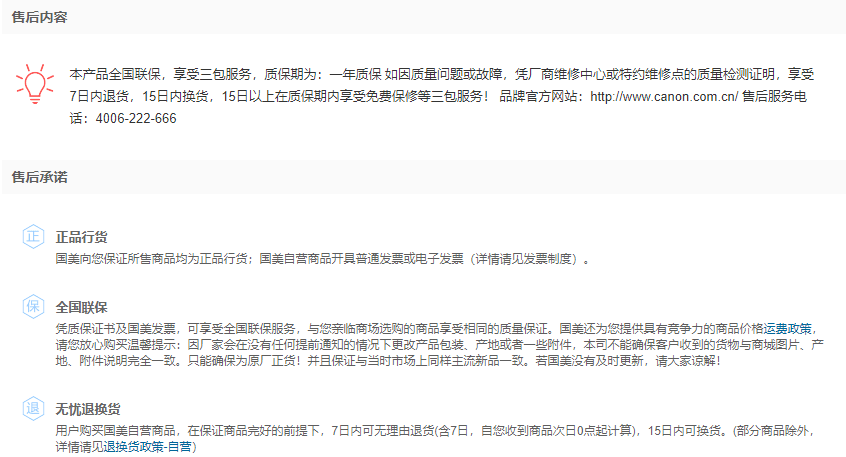 售后内容
本产品全国联保，享受三包服务，质保期为：一年质保 如因质量问题或故障，凭厂商维修中心或特约维修点的质量检测证明，享受
7日内退货，15日内换货，15日以上在质保期内享受免费保修等三包服务！ 品牌官方网站：http://www.canon.com.cn/ 售后服务电
话：4006-222-666
售后承诺
正
正品行货
国美向您保证所售商品均为正品行货；国美自营商品开具普通发票或电子发票（详情请见发票制度）。
保
全国联保
凭质保证书及国美发票，可享受全国联保服务，与您亲临商场选购的商品享受相同的质量保证。国美还为您提供具有竞争力的商品价格运费政策，
请您放心购买温馨提示：因厂家会在没有任何提前通知的情况下更改产品包装、产地或者一些附件，本司不能确保客户收到的货物与商城图片、产
地、附件说明完全一致。只能确保为原厂正货！并且保证与当时市场上同样主流新品一致。若国美没有及时更新，请大家谅解！
退
无忧退换货
用户购买国美自营商品，在保证商品完好的前提下，7日内可无理由退货(含7日，自您收到商品次日0点起计算)，15日内可换货。(部分商品除外，
详情请见退换货政策-自营）